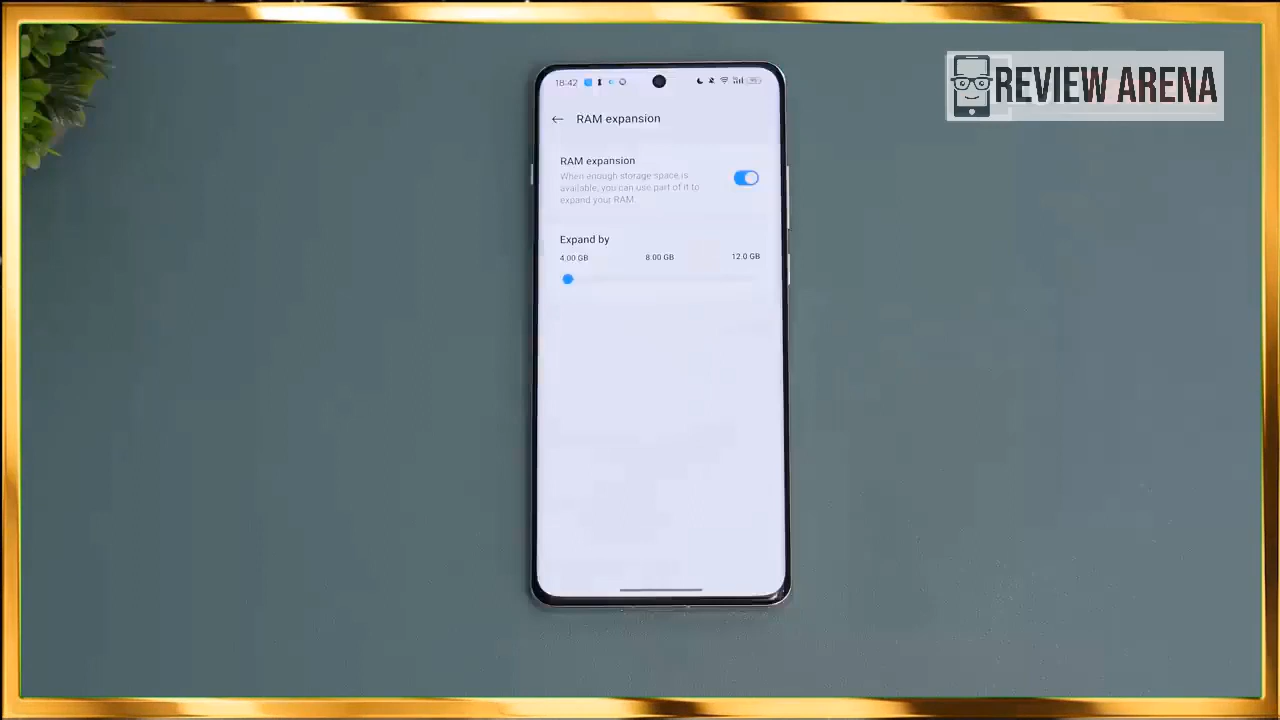 REVIEW ARENA
18:42
RAM expansion
RAM expansion
When enough storage space is
available, you can use part of it to
expand your RAM.
Expand by
4.00 GB 8.00 GB 12.0 GB